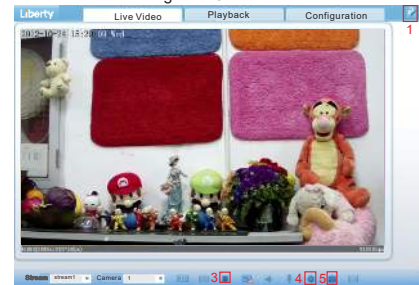 Liberty Live Video Playback Configuration
1
2012-10-24 15:29:01 Wed
3 4 5
Stream stream1 Camera 1